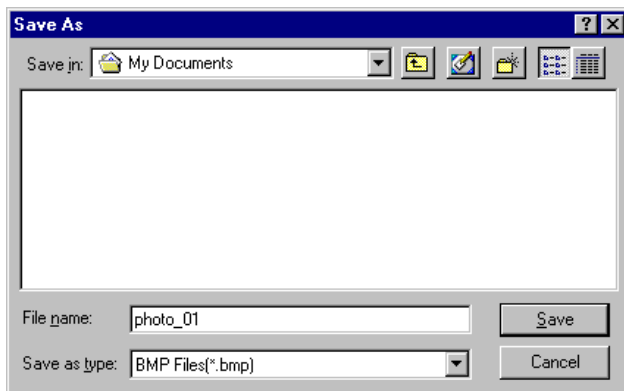 Save As
Save in: My Documents
File name: photo_01 Save
Save as type: BMP Files(*.bmp) Cancel